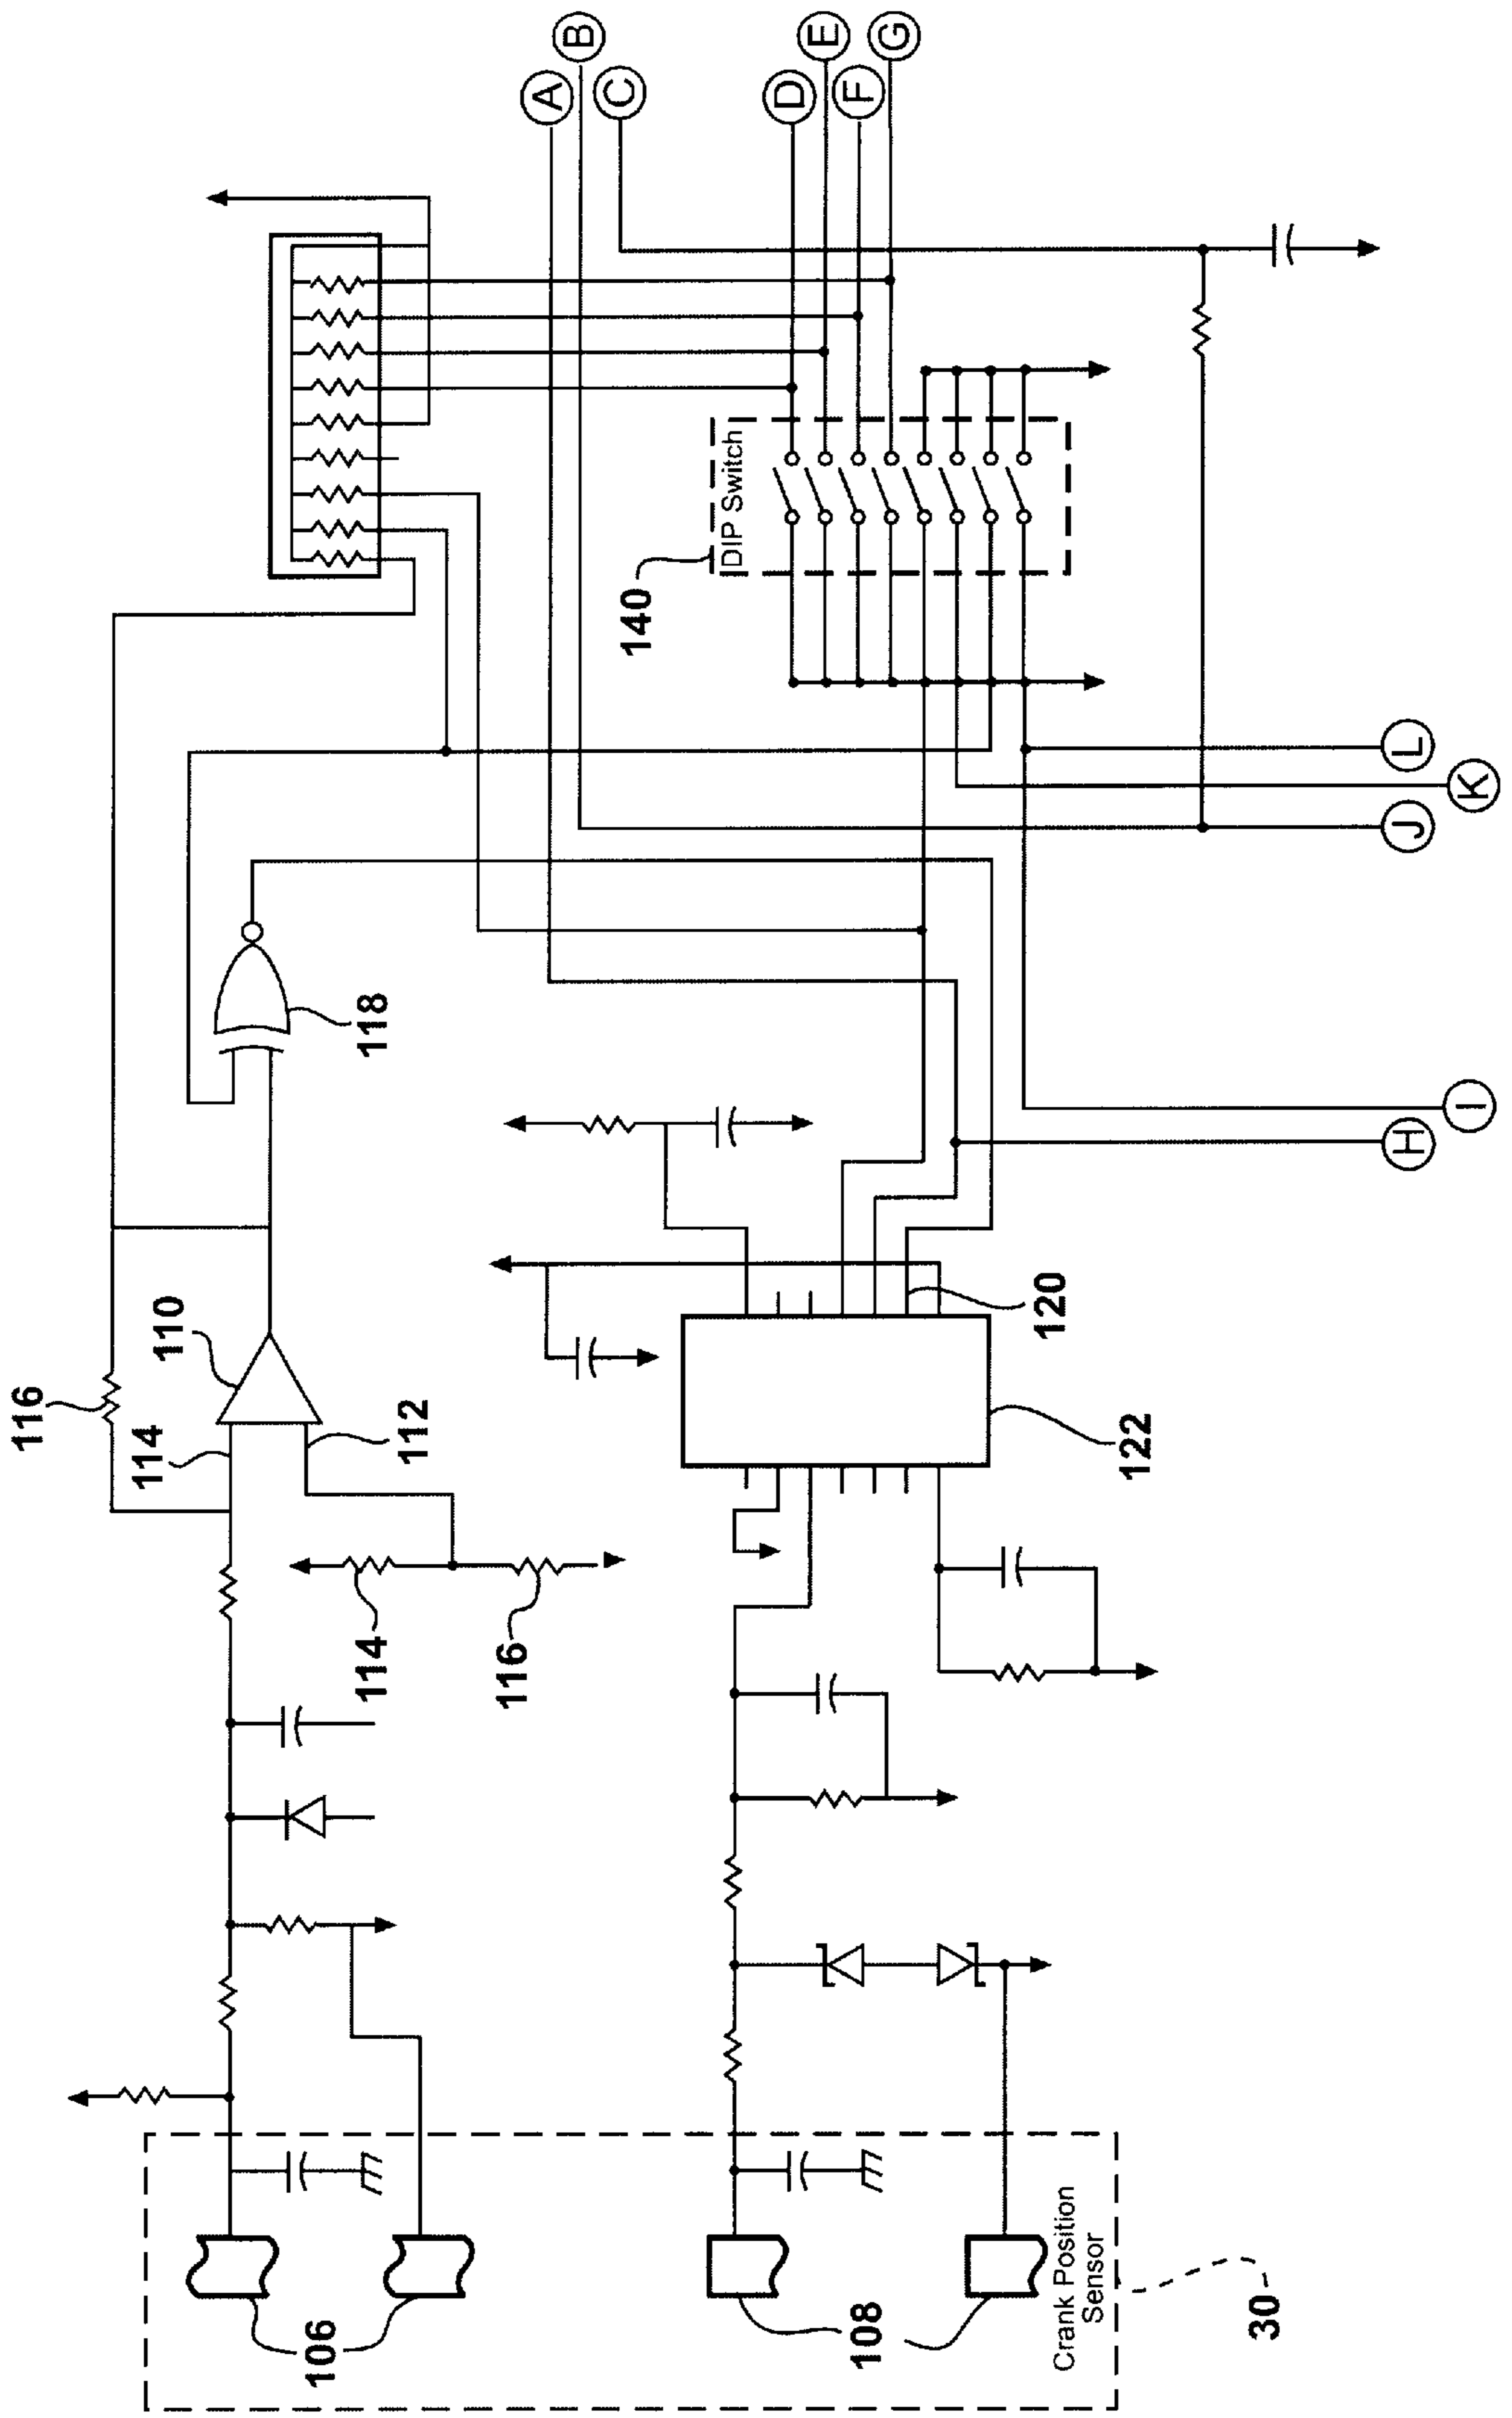 A
B
C
D
E
F
G
116
110
114
112
118
114
116
140
DIP Switch
120
122
H
I
J
K
L
106
108
Crank Position
Sensor
30